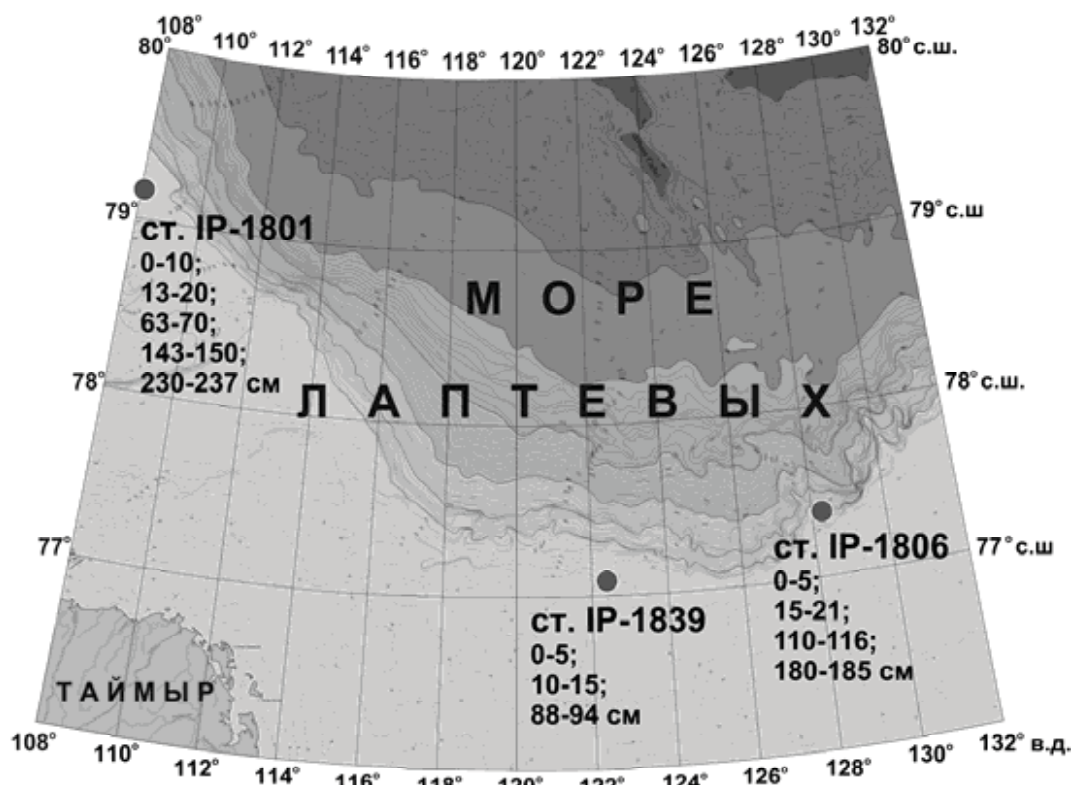 108° 110° 112° 114° 116° 118° 120° 122° 124° 126° 128° 130° 132°
80° 80° с.ш.
79° 79° с.ш
ст. IP-1801
0-10;
13-20;
63-70;
143-150;
230-237 см
МОРЕ
78° 78° с.ш.
ЛАПТЕВЫХ
77° 77° с.ш
ст. IP-1806
0-5;
15-21;
110-116;
180-185 см
ст. IP-1839
0-5;
10-15;
88-94 см
ТАЙМЫР
108° 110° 112° 114° 116° 118° 120° 122° 124° 126° 128° 130° 132° в.д.